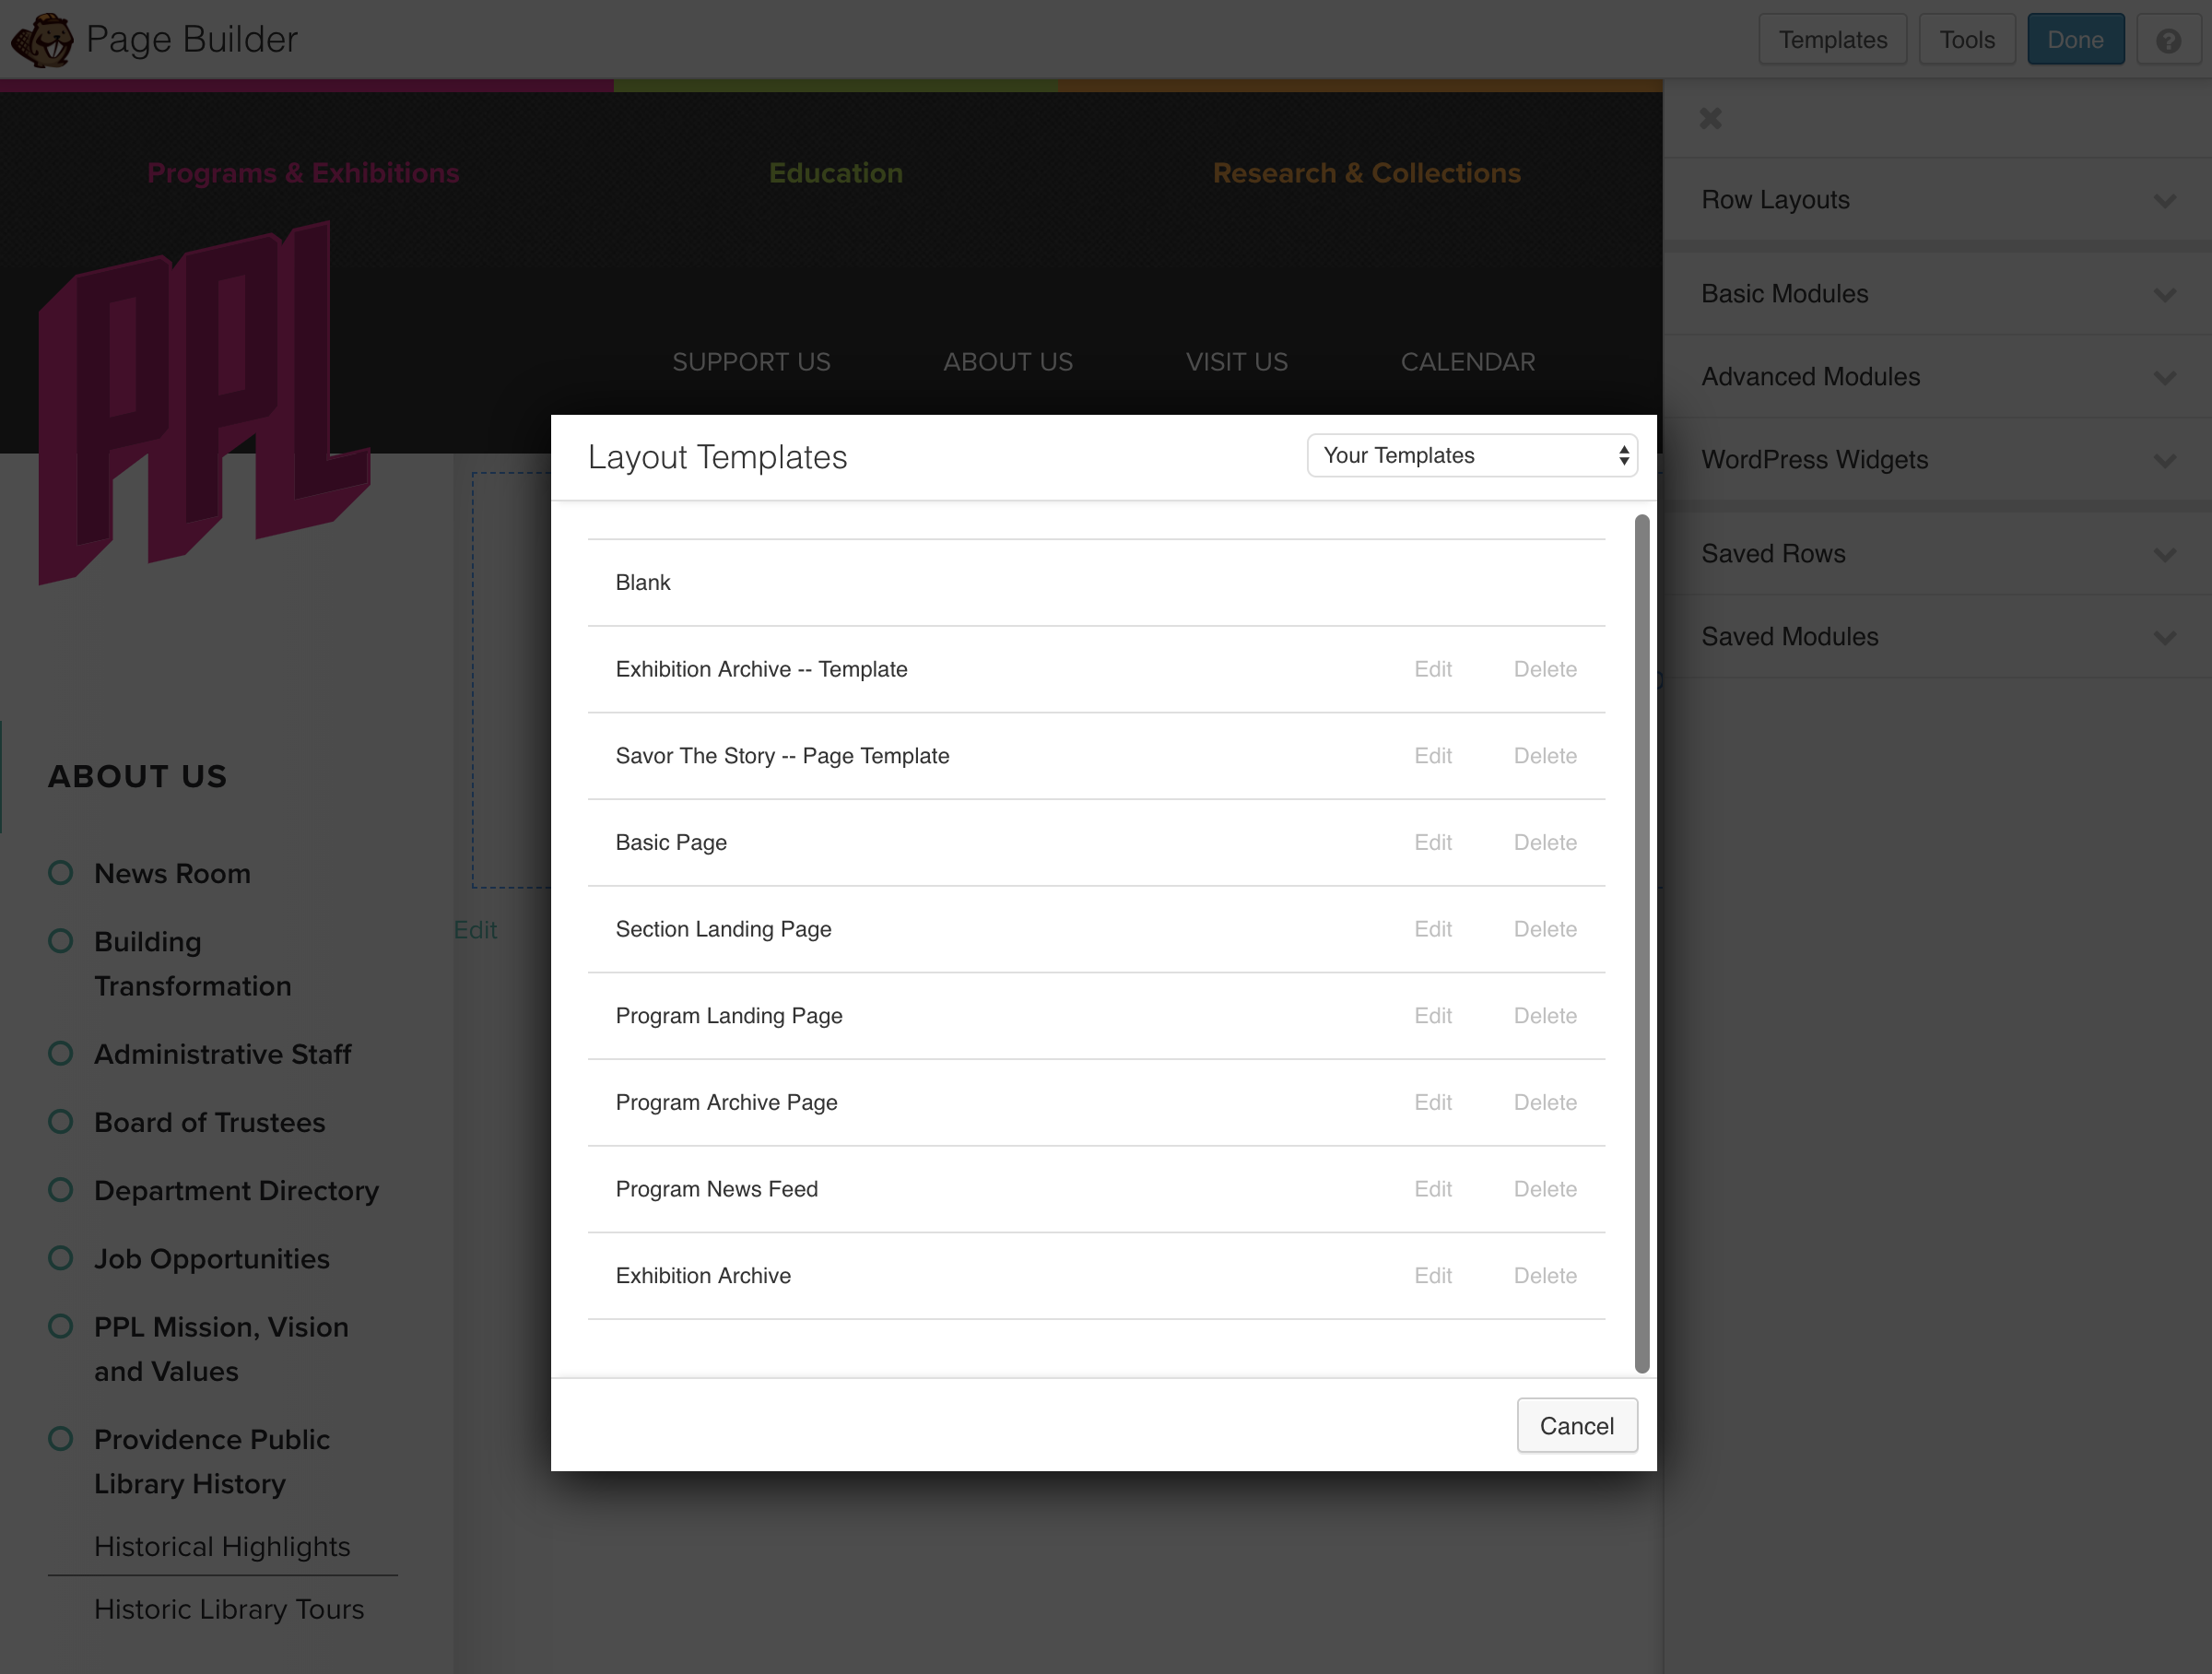 Page Builder
Templates
Tools
Done
?
Programs & Exhibitions
Education
Research & Collections
PPL
SUPPORT US
ABOUT US
VISIT US
CALENDAR
Row Layouts
Basic Modules
Advanced Modules
WordPress Widgets
Saved Rows
Saved Modules
ABOUT US
News Room
Building
Transformation
Administrative Staff
Board of Trustees
Department Directory
Job Opportunities
PPL Mission, Vision
and Values
Providence Public
Library History
Historical Highlights
Historic Library Tours
Edit
Layout Templates
Your Templates
Blank
Exhibition Archive -- Template Edit Delete
Savor The Story -- Page Template Edit Delete
Basic Page Edit Delete
Section Landing Page Edit Delete
Program Landing Page Edit Delete
Program Archive Page Edit Delete
Program News Feed Edit Delete
Exhibition Archive Edit Delete
Cancel